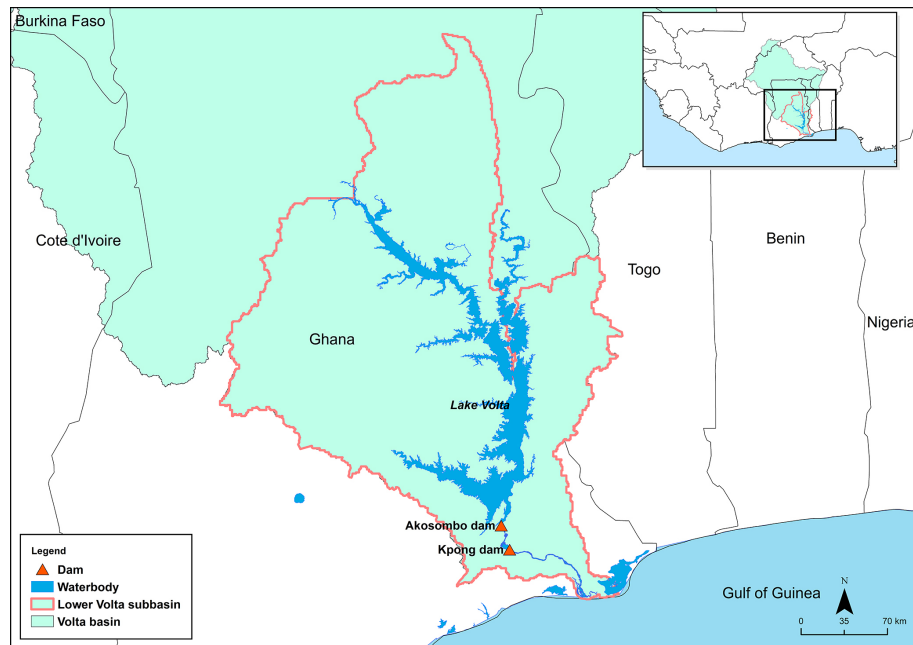 Burkina Faso
Cote d'Ivoire
Ghana
Togo
Benin
Nigeria
Lake Volta
Akosombo dam
Kpong dam
Gulf of Guinea
Legend
Dam
Waterbody
Lower Volta subbasin
Volta basin
N
0 35 70 km